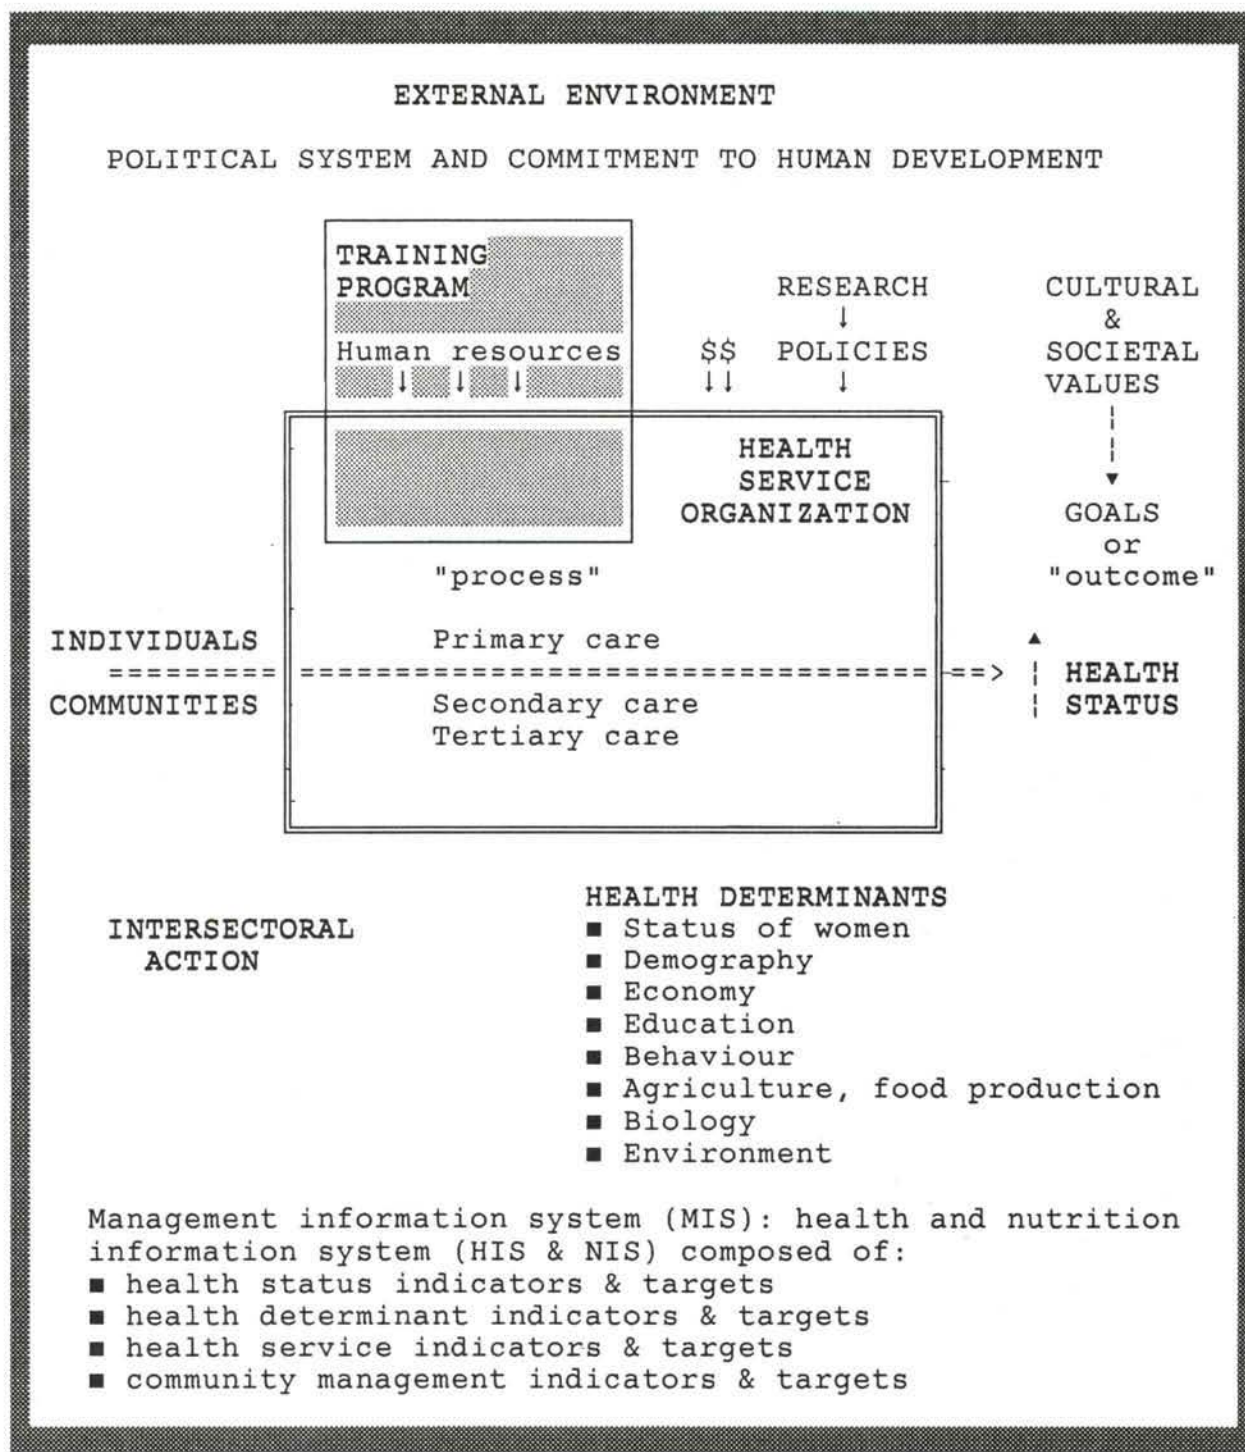 EXTERNAL ENVIRONMENT
POLITICAL SYSTEM AND COMMITMENT TO HUMAN DEVELOPMENT
TRAINING
PROGRAM
Human resources
↓ ↓ ↓
$$
↓↓
RESEARCH
↓
POLICIES
↓
CULTURAL
&
SOCIETAL
VALUES
HEALTH
SERVICE
ORGANIZATION
GOALS
or
"outcome"
"process"
INDIVIDUALS
========= ================================== ==>
COMMUNITIES
Primary care
Secondary care
Tertiary care
HEALTH
STATUS
INTERSECTORAL
ACTION
HEALTH DETERMINANTS
■ Status of women
■ Demography
■ Economy
■ Education
■ Behaviour
■ Agriculture, food production
■ Biology
■ Environment
Management information system (MIS): health and nutrition
information system (HIS & NIS) composed of:
■ health status indicators & targets
■ health determinant indicators & targets
■ health service indicators & targets
■ community management indicators & targets